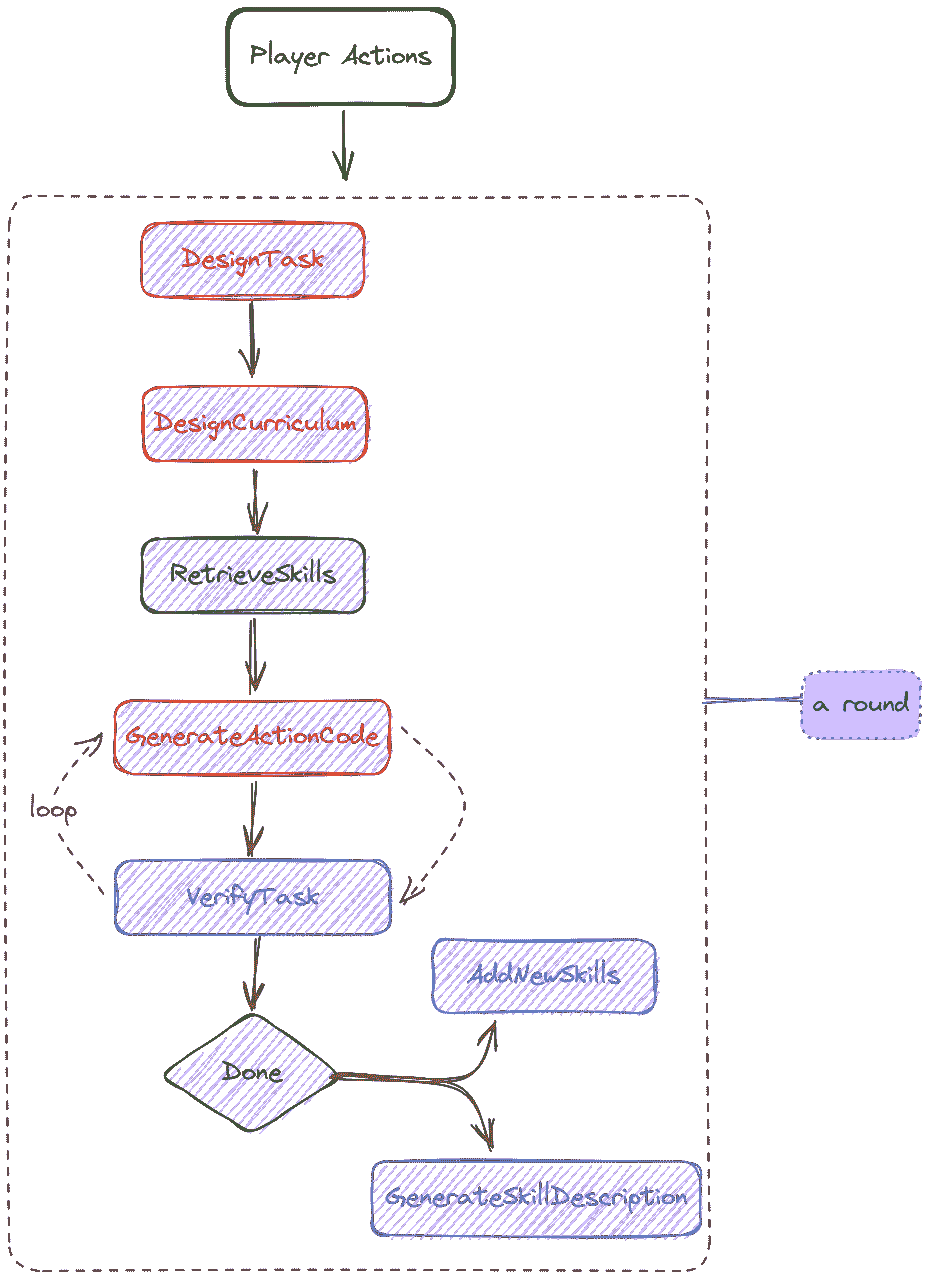 Player Actions
DesignTask
DesignCurriculum
RetrieveSkills
GenerateActionCode
a round
loop
VerifyTask
AddNewSkills
Done
GenerateSkillDescription